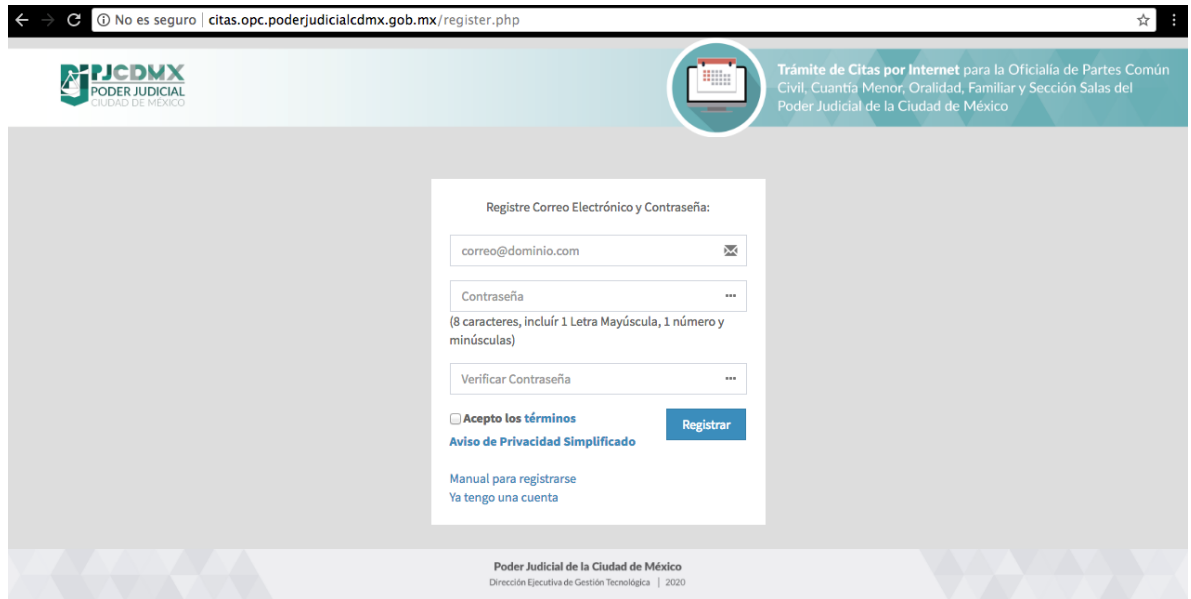 No es seguro | citas.opc.poderjudicialcdmx.gob.mx/register.php
PJCDMX
PODER JUDICIAL
CIUDAD DE MÉXICO
Trámite de Citas por Internet para la Oficialía de Partes Común
Civil, Cuantía Menor, Oralidad, Familiar y Sección Salas del
Poder Judicial de la Ciudad de México
Registre Correo Electrónico y Contraseña:
correo@dominio.com
Contraseña
(8 caracteres, incluír 1 Letra Mayúscula, 1 número y
minúsculas)
Verificar Contraseña
Acepto los términos
Registrar
Aviso de Privacidad Simplificado
Manual para registrarse
Ya tengo una cuenta
Poder Judicial de la Ciudad de México
Dirección Ejecutiva de Gestión Tecnológica | 2020